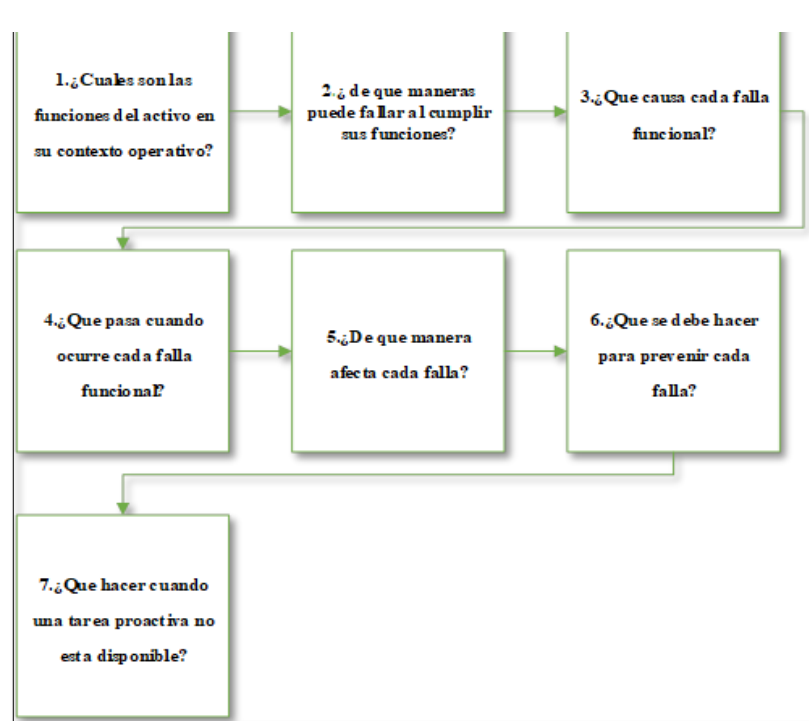 1.¿Cuales son las
funciones del activo en
su contexto operativo?
2.¿ de que maneras
puede fallar al cumplir
sus funciones?
3.¿Que causa cada falla
funcional?
4.¿Que pasa cuando
ocurre cada falla
funcional?
5.¿De que manera
afecta cada falla?
6.¿Que se debe hacer
para prevenir cada
falla?
7.¿Que hacer cuando
una tarea proactiva no
esta disponible?